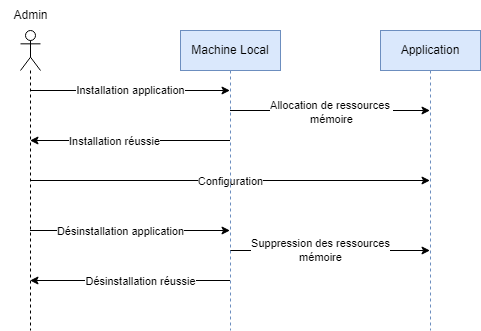 Admin
Machine Local
Application
Installation application
Allocation de ressources
mémoire
Installation réussie
Configuration
Désinstallation application
Suppression des ressources
mémoire
Désinstallation réussie